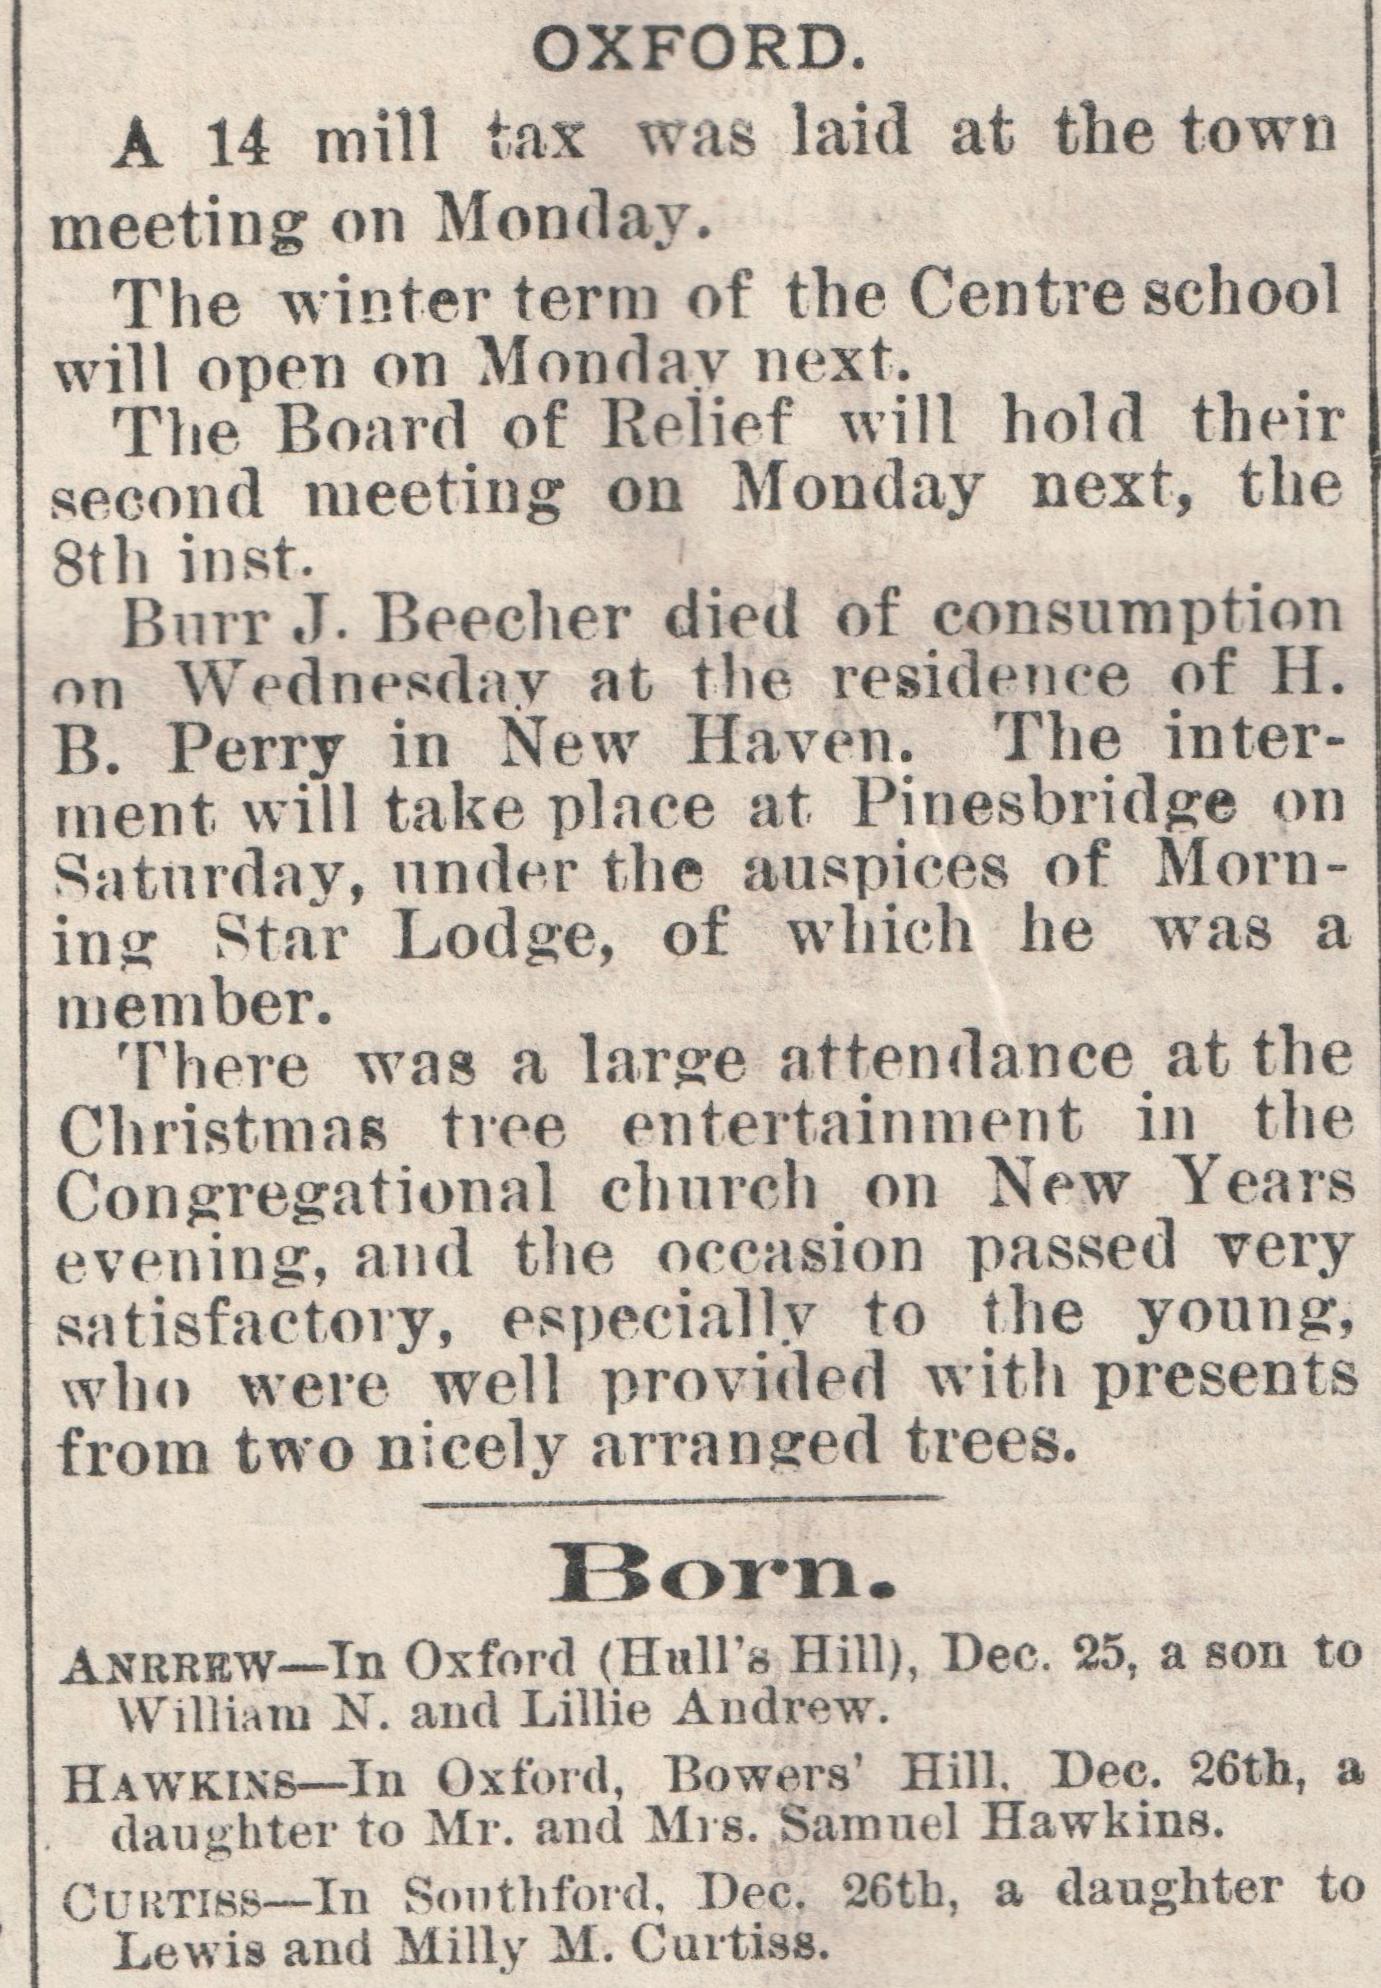 OXFORD.
A 14 mill tax was laid at the town
meeting on Monday.
The winter term of the Centre school
will open on Monday next.
The Board of Relief will hold their
second meeting on Monday next, the
8th inst.
Burr J. Beecher died of consumption
on Wednesday at the residence of H.
B. Perry in New Haven. The inter-
ment will take place at Pinesbridge on
Saturday, under the auspices of Morn-
ing Star Lodge, of which he was a
member.
There was a large attendance at the
Christmas tree entertainment in the
Congregational church on New Years
evening, and the occasion passed very
satisfactory, especially to the young,
who were well provided with presents
from two nicely arranged trees.
Born.
ANRREW—In Oxford (Hull's Hill), Dec. 25, a son to
William N. and Lillie Andrew.
HAWKINS—In Oxford, Bowers' Hill, Dec. 26th, a
daughter to Mr. and Mrs. Samuel Hawkins.
CURTISS—In Southford, Dec. 26th, a daughter to
Lewis and Milly M. Curtiss.